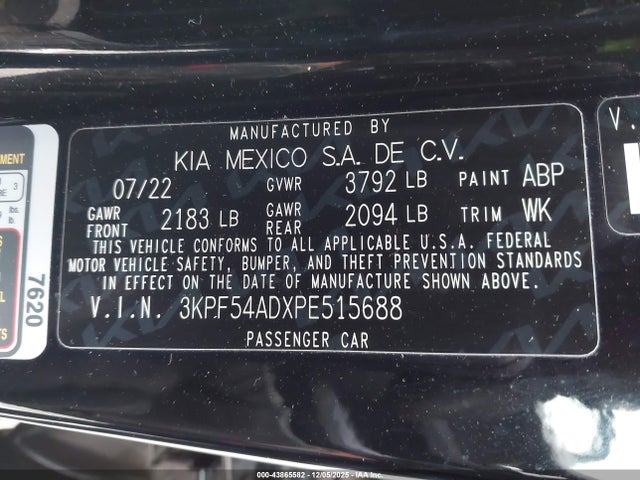 MANUFACTURED BY
KIA MEXICO S.A. DE C.V.
07/22 GVWR 3792 LB PAINT ABP
GAWR FRONT 2183 LB GAWR REAR 2094 LB TRIM WK
THIS VEHICLE CONFORMS TO ALL APPLICABLE U.S.A. FEDERAL
MOTOR VEHICLE SAFETY, BUMPER, AND THEFT PREVENTION STANDARDS
IN EFFECT ON THE DATE OF MANUFACTURE SHOWN ABOVE.
V.I.N. 3KPF54ADXPE515688
PASSENGER CAR
7620
V.
3
000-43865582 | 12/05/2025 - IAA.com